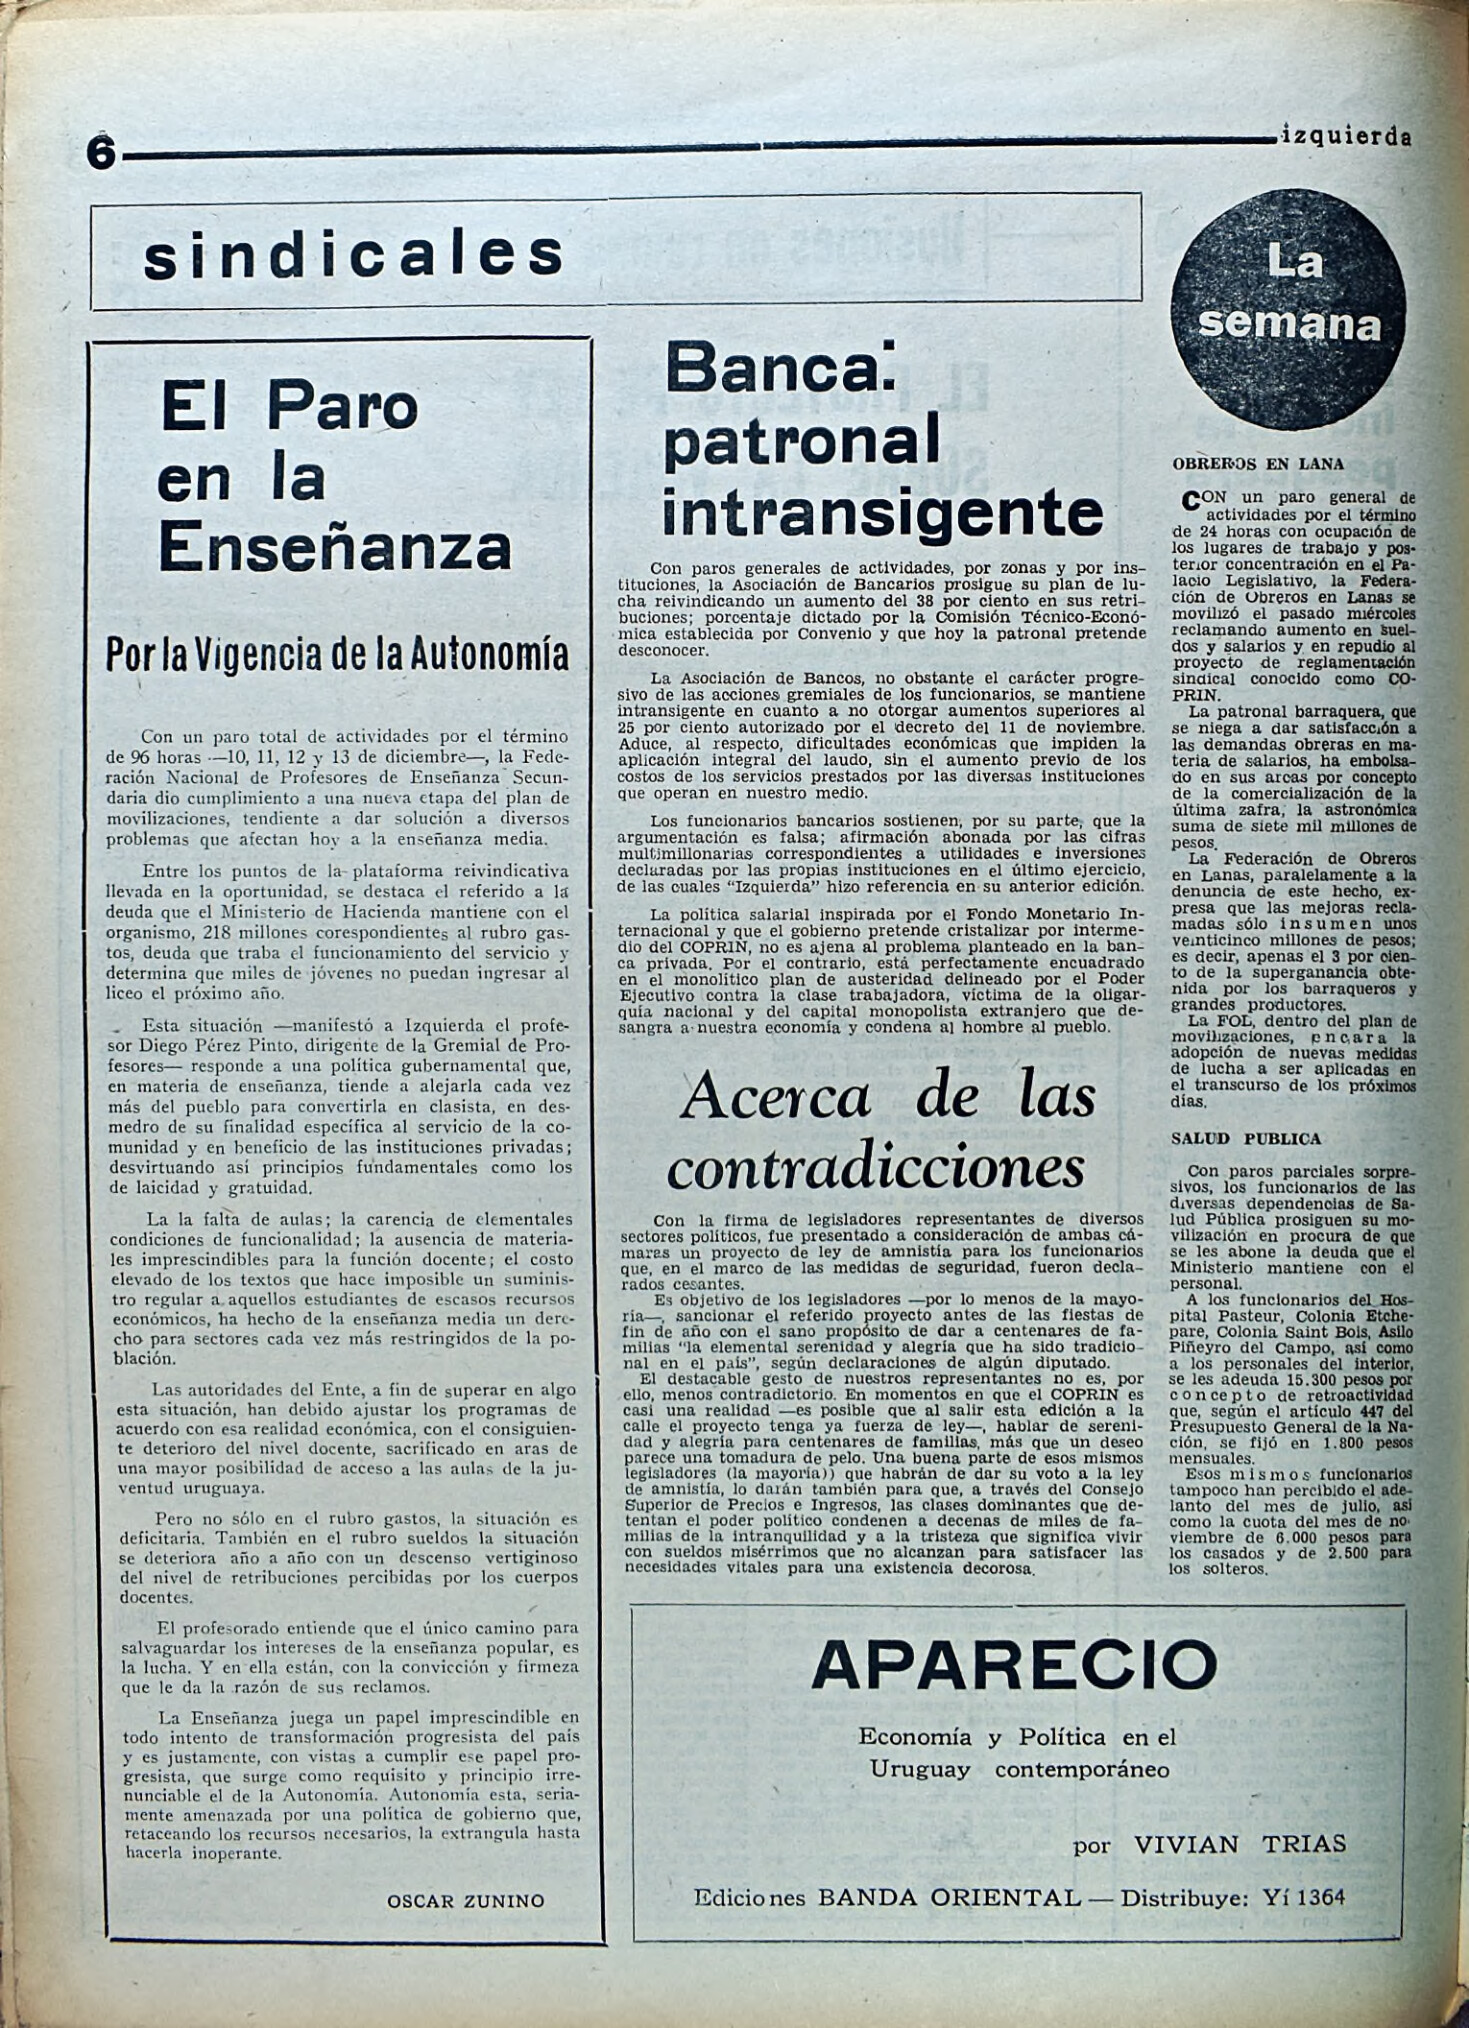 6
izquierda
sindicales
El Paro
en la
Enseñanza
Por la Vigencia de la Autonomía
Con un paro total de actividades por el término
de 96 horas —10, 11, 12 y 13 de diciembre—, la Fede-
ración Nacional de Profesores de Enseñanza Secun-
daria dio cumplimiento a una nueva etapa del plan de
movilizaciones, tendiente a dar solución a diversos
problemas que afectan hoy a la enseñanza media.
Entre los puntos de la plataforma reivindicativa
llevada en la oportunidad, se destaca el referido a la
deuda que el Ministerio de Hacienda mantiene con el
organismo, 218 millones corespondientes al rubro gas-
tos, deuda que traba el funcionamiento del servicio y
determina que miles de jóvenes no puedan ingresar al
liceo el próximo año.
Esta situación —manifestó a Izquierda el profe-
sor Diego Pérez Pinto, dirigente de la Gremial de Pro-
fesores— responde a una política gubernamental que,
en materia de enseñanza, tiende a alejarla cada vez
más del pueblo para convertirla en clasista, en des-
medro de su finalidad específica al servicio de la co-
munidad y en beneficio de las instituciones privadas;
desvirtuando así principios fundamentales como los
de laicidad y gratuidad.
La la falta de aulas; la carencia de elementales
condiciones de funcionalidad; la ausencia de materia-
les imprescindibles para la función docente; el costo
elevado de los textos que hace imposible un suminis-
tro regular a aquellos estudiantes de escasos recursos
económicos, ha hecho de la enseñanza media un dere-
cho para sectores cada vez más restringidos de la po-
blación.
Las autoridades del Ente, a fin de superar en algo
esta situación, han debido ajustar los programas de
acuerdo con esa realidad económica, con el consiguien-
te deterioro del nivel docente, sacrificado en aras de
una mayor posibilidad de acceso a las aulas de la ju-
ventud uruguaya.
Pero no sólo en el rubro gastos, la situación es
deficitaria. También en el rubro sueldos la situación
se deteriora año a año con un descenso vertiginoso
del nivel de retribuciones percibidas por los cuerpos
docentes.
El profesorado entiende que el único camino para
salvaguardar los intereses de la enseñanza popular, es
la lucha. Y en ella están, con la convicción y firmeza
que le da la razón de sus reclamos.
La Enseñanza juega un papel imprescindible en
todo intento de transformación progresista del país
y es justamente, con vistas a cumplir ese papel pro-
gresista, que surge como requisito y principio irre-
nunciable el de la Autonomía. Autonomía esta, seria-
mente amenazada por una política de gobierno que,
retaceando los recursos necesarios, la extrangula hasta
hacerla inoperante.
OSCAR ZUNINO
Banca:
patronal
intransigente
Con paros generales de actividades, por zonas y por ins-
tituciones, la Asociación de Bancarios prosigue su plan de lu-
cha reivindicando un aumento del 38 por ciento en sus retri-
buciones; porcentaje dictado por la Comisión Técnico-Econó-
mica establecida por Convenio y que hoy la patronal pretende
desconocer.
La Asociación de Bancos, no obstante el carácter progre-
sivo de las acciones gremiales de los funcionarios, se mantiene
intransigente en cuanto a no otorgar aumentos superiores al
25 por ciento autorizado por el decreto del 11 de noviembre.
Aduce, al respecto, dificultades económicas que impiden la
aplicación integral del laudo, sin el aumento previo de los
costos de los servicios prestados por las diversas instituciones
que operan en nuestro medio.
Los funcionarios bancarios sostienen, por su parte, que la
argumentación es falsa; afirmación abonada por las cifras
multimillonarias correspondientes a utilidades e inversiones
declaradas por las propias instituciones en el último ejercicio,
de las cuales "Izquierda" hizo referencia en su anterior edición.
La política salarial inspirada por el Fondo Monetario In-
ternacional y que el gobierno pretende cristalizar por interme-
dio del COPRIN, no es ajena al problema planteado en la ban-
ca privada. Por el contrario, está perfectamente encuadrado
en el monolítico plan de austeridad delineado por el Poder
Ejecutivo contra la clase trabajadora, víctima de la oligar-
quía nacional y del capital monopolista extranjero que de-
sangra a nuestra economía y condena al hombre al pueblo.
Acerca de las
contradicciones
Con la firma de legisladores representantes de diversos
sectores políticos, fue presentado a consideración de ambas cá-
maras un proyecto de ley de amnistía para los funcionarios
que, en el marco de las medidas de seguridad, fueron decla-
rados cesantes.
Es objetivo de los legisladores —por lo menos de la mayo-
ría—, sancionar el referido proyecto antes de las fiestas de
fin de año con el sano propósito de dar a centenares de fa-
milias "la elemental serenidad y alegría que ha sido tradicio-
nal en el país", según declaraciones de algún diputado.
El destacable gesto de nuestros representantes no es, por
ello, menos contradictorio. En momentos en que el COPRIN es
casi una realidad —es posible que al salir esta edición a la
calle el proyecto tenga ya fuerza de ley—, hablar de sereni-
dad y alegría para centenares de familias, más que un deseo
parece una tomadura de pelo. Una buena parte de esos mismos
legisladores (la mayoría)) que habrán de dar su voto a la ley
de amnistía, lo darán también para que, a través del Consejo
Superior de Precios e Ingresos, las clases dominantes que de-
tentan el poder político condenen a decenas de miles de fa-
milias de la intranquilidad y a la tristeza que significa vivir
con sueldos misérrimos que no alcanzan para satisfacer las
necesidades vitales para una existencia decorosa.
La
semana
OBREROS EN LANA
CON un paro general de
actividades por el término
de 24 horas con ocupación de
los lugares de trabajo y pos-
terior concentración en el Pa-
lacio Legislativo, la Federa-
ción de Obreros en Lanas se
movilizó el pasado miércoles
reclamando aumento en suel-
dos y salarios y en repudio al
proyecto de reglamentación
sindical conocido como CO-
PRIN.
La patronal barraquera, que
se niega a dar satisfacción a
las demandas obreras en ma-
teria de salarios, ha embolsa-
do en sus arcas por concepto
de la comercialización de la
última zafra, la astronómica
suma de siete mil millones de
pesos.
La Federación de Obreros
en Lanas, paralelamente a la
denuncia de este hecho, ex-
presa que las mejoras recla-
madas sólo insumen unos
veinticinco millones de pesos;
es decir, apenas el 3 por cien-
to de la superganancia obte-
nida por los barraqueros y
grandes productores.
La FOL, dentro del plan de
movilizaciones, encara la
adopción de nuevas medidas
de lucha a ser aplicadas en
el transcurso de los próximos
días.
SALUD PUBLICA
Con paros parciales sorpre-
sivos, los funcionarios de las
diversas dependencias de Sa-
lud Pública prosiguen su mo-
vilización en procura de que
se les abone la deuda que el
Ministerio mantiene con el
personal.
A los funcionarios del Hos-
pital Pasteur, Colonia Etche-
pare, Colonia Saint Bois, Asilo
Piñeyro del Campo, así como
a los personales del interior,
se les adeuda 15.300 pesos por
concepto de retroactividad
que, según el artículo 447 del
Presupuesto General de la Na-
ción, se fijó en 1.800 pesos
mensuales.
Esos mismos funcionarios
tampoco han percibido el ade-
lanto del mes de julio, así
como la cuota del mes de no-
viembre de 6.000 pesos para
los casados y de 2.500 para
los solteros.
APARECIO
Economía y Política en el
Uruguay contemporáneo
por VIVIAN TRIAS
Ediciones BANDA ORIENTAL — Distribuye: Yí 1364